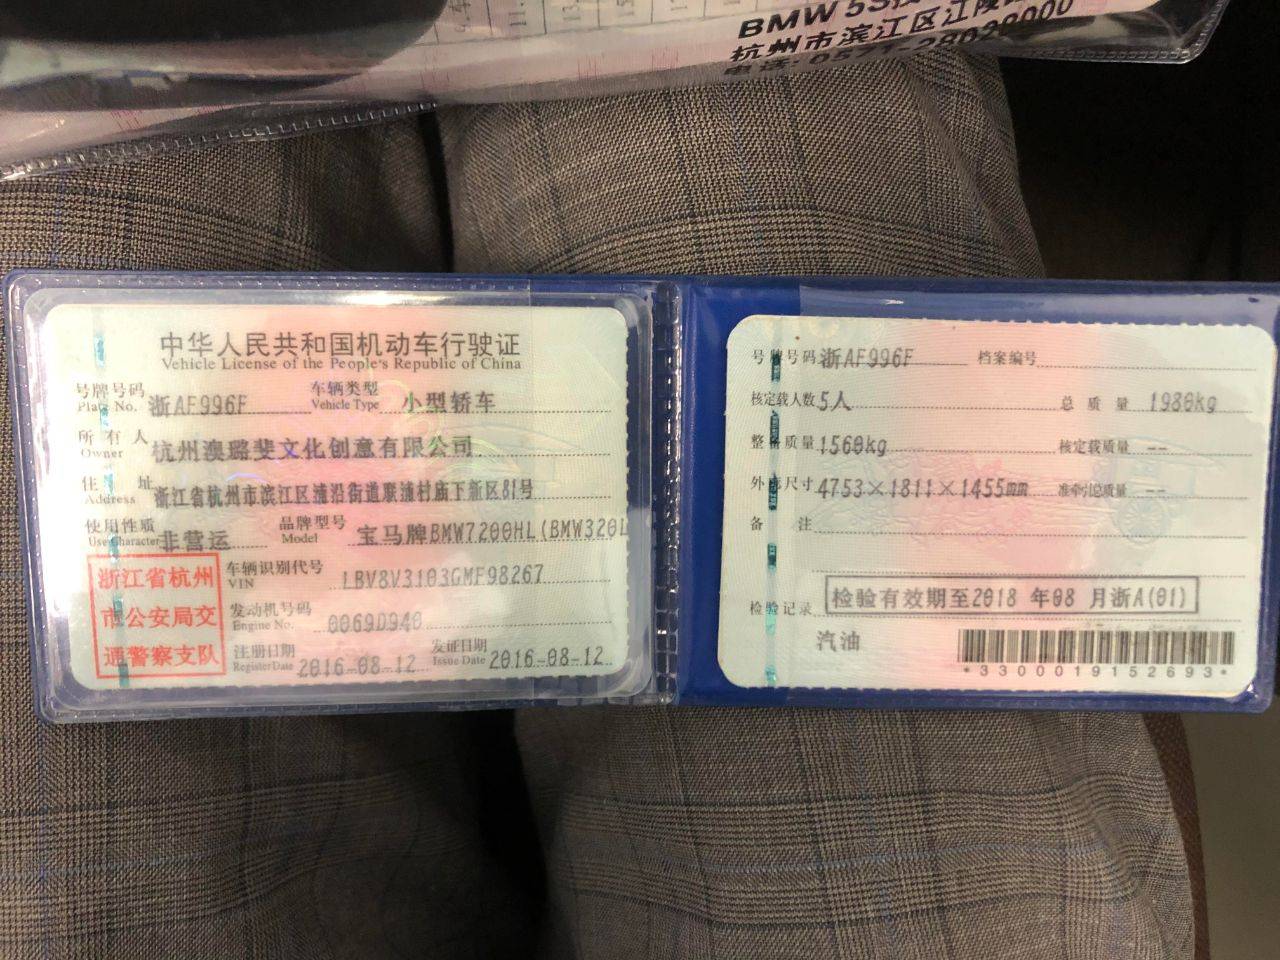 BMW 5S
杭州市滨江区江陵
电话: 0571-28028000
中华人民共和国机动车行驶证
Vehicle License of the People's Republic of China
号牌号码 浙AF996F 车辆类型 小型轿车
Plate No. Vehicle Type
所有人 杭州澳璐斐文化创意有限公司
Owner
住址 浙江省杭州市滨江区浦沿街道联浦村庙下新区81号
Address
使用性质 非营运 品牌型号 宝马牌BMW7200HL(BMW320L
Use Character Model
浙江省杭州
市公安局交
通警察支队
车辆识别代号 LBV8V3103GMF98267
VIN
发动机号码 0069D940
Engine No.
注册日期 2016-08-12 发证日期 2016-08-12
Register Date Issue Date
号牌号码 浙AF996F 档案编号
核定载人数 5人 总质量 1980kg
整备质量 1560kg 核定载质量 --
外廓尺寸 4753×1811×1455mm 准牵引总质量 --
备注
检验记录 检验有效期至2018 年08 月浙A(01)
汽油
*3300019152693*